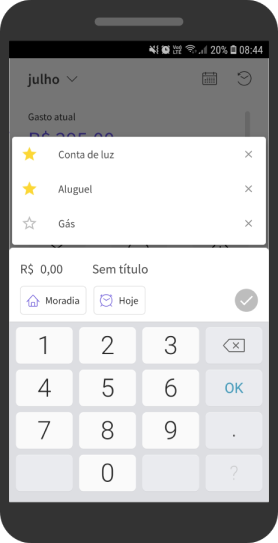 20% 08:44
julho
Gasto atual
Conta de luz
Aluguel
Gás
R$ 0,00 Sem título
Moradia Hoje
1 2 3
4 5 6 OK
7 8 9 .
0 ?